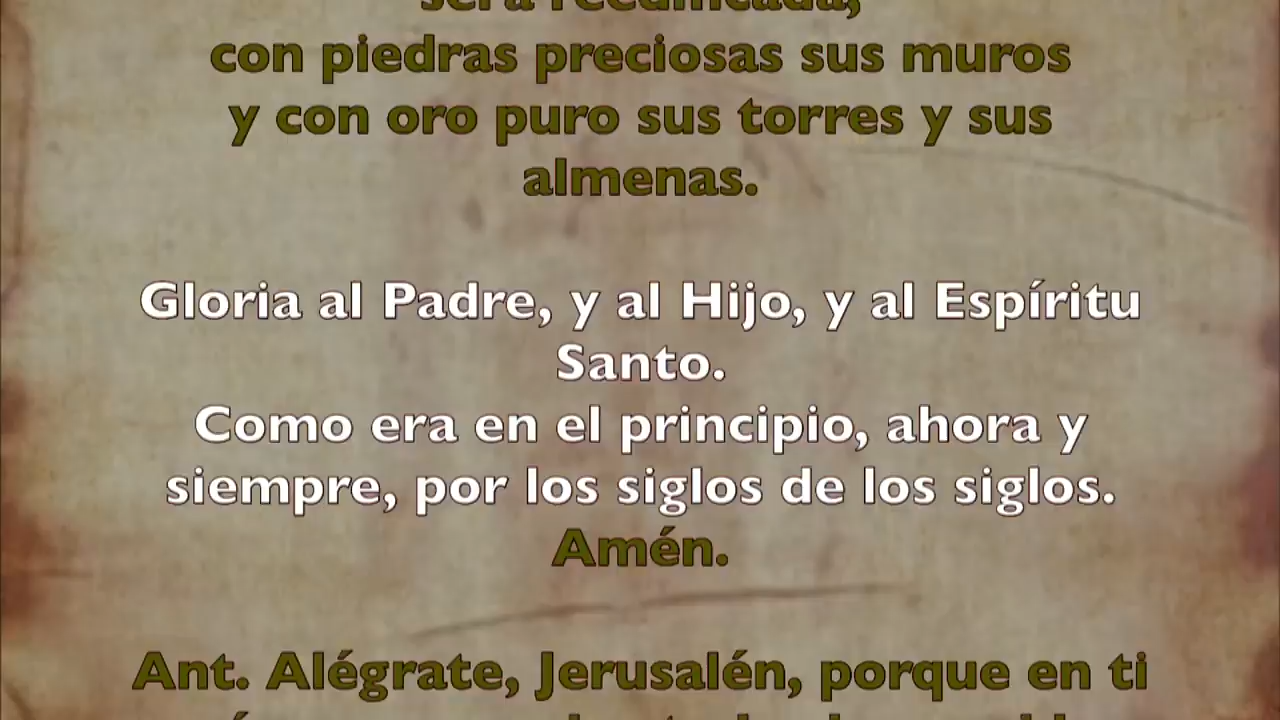 será reedificada,
con piedras preciosas sus muros
y con oro puro sus torres y sus
almenas.
Gloria al Padre, y al Hijo, y al Espíritu
Santo.
Como era en el principio, ahora y
siempre, por los siglos de los siglos.
Amén.
Ant. Alégrate, Jerusalén, porque en ti